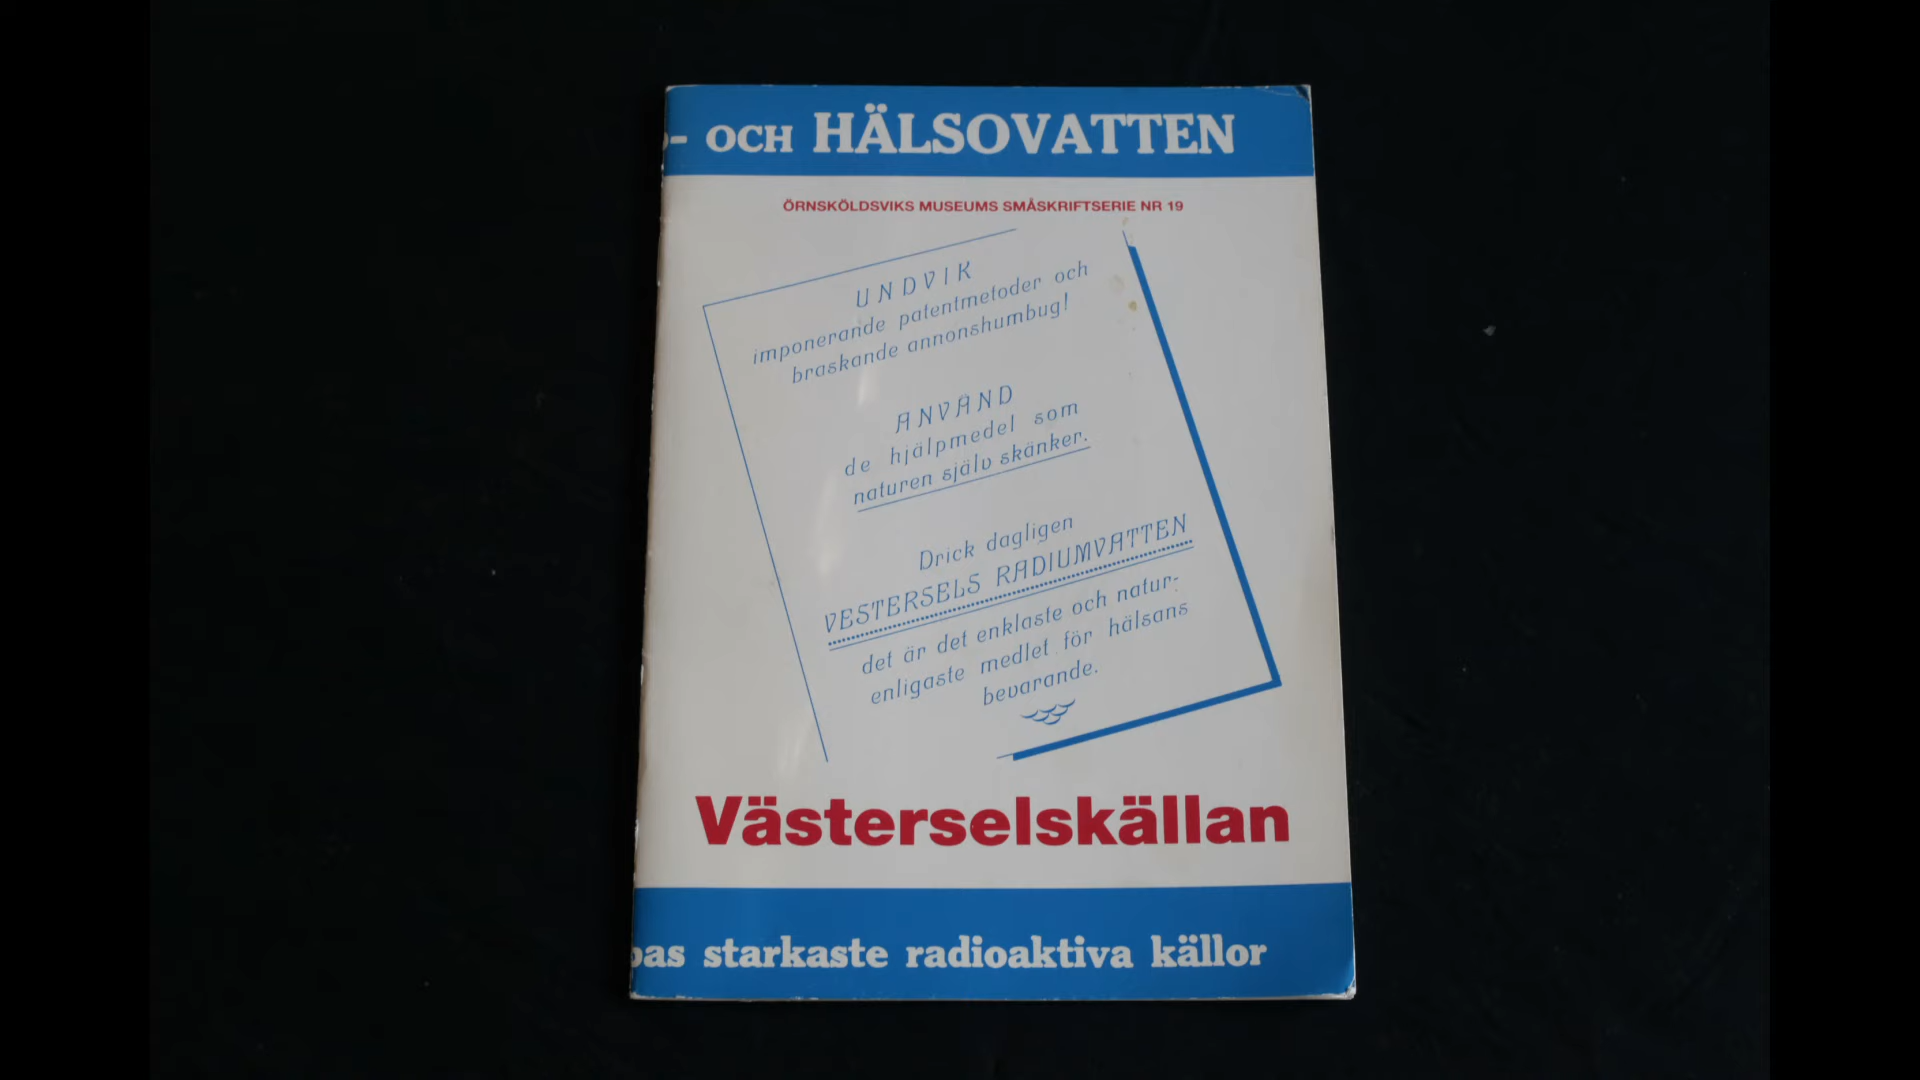 - OCH HÄLSOVATTEN
ÖRNSKÖLDSVIKS MUSEUMS SMÅSKRIFTSERIE NR 19
UNDVIK
imponerande patentmetoder och
braskande annonshumbug!
ANVÄND
de hjälpmedel som
naturen själv skänker.
Drick dagligen
VESTERSELS RADIUMVATTEN
det är det enklaste och natur-
enligaste medlet för hälsans
bevarande.
Västerselskällan
pas starkaste radioaktiva källor